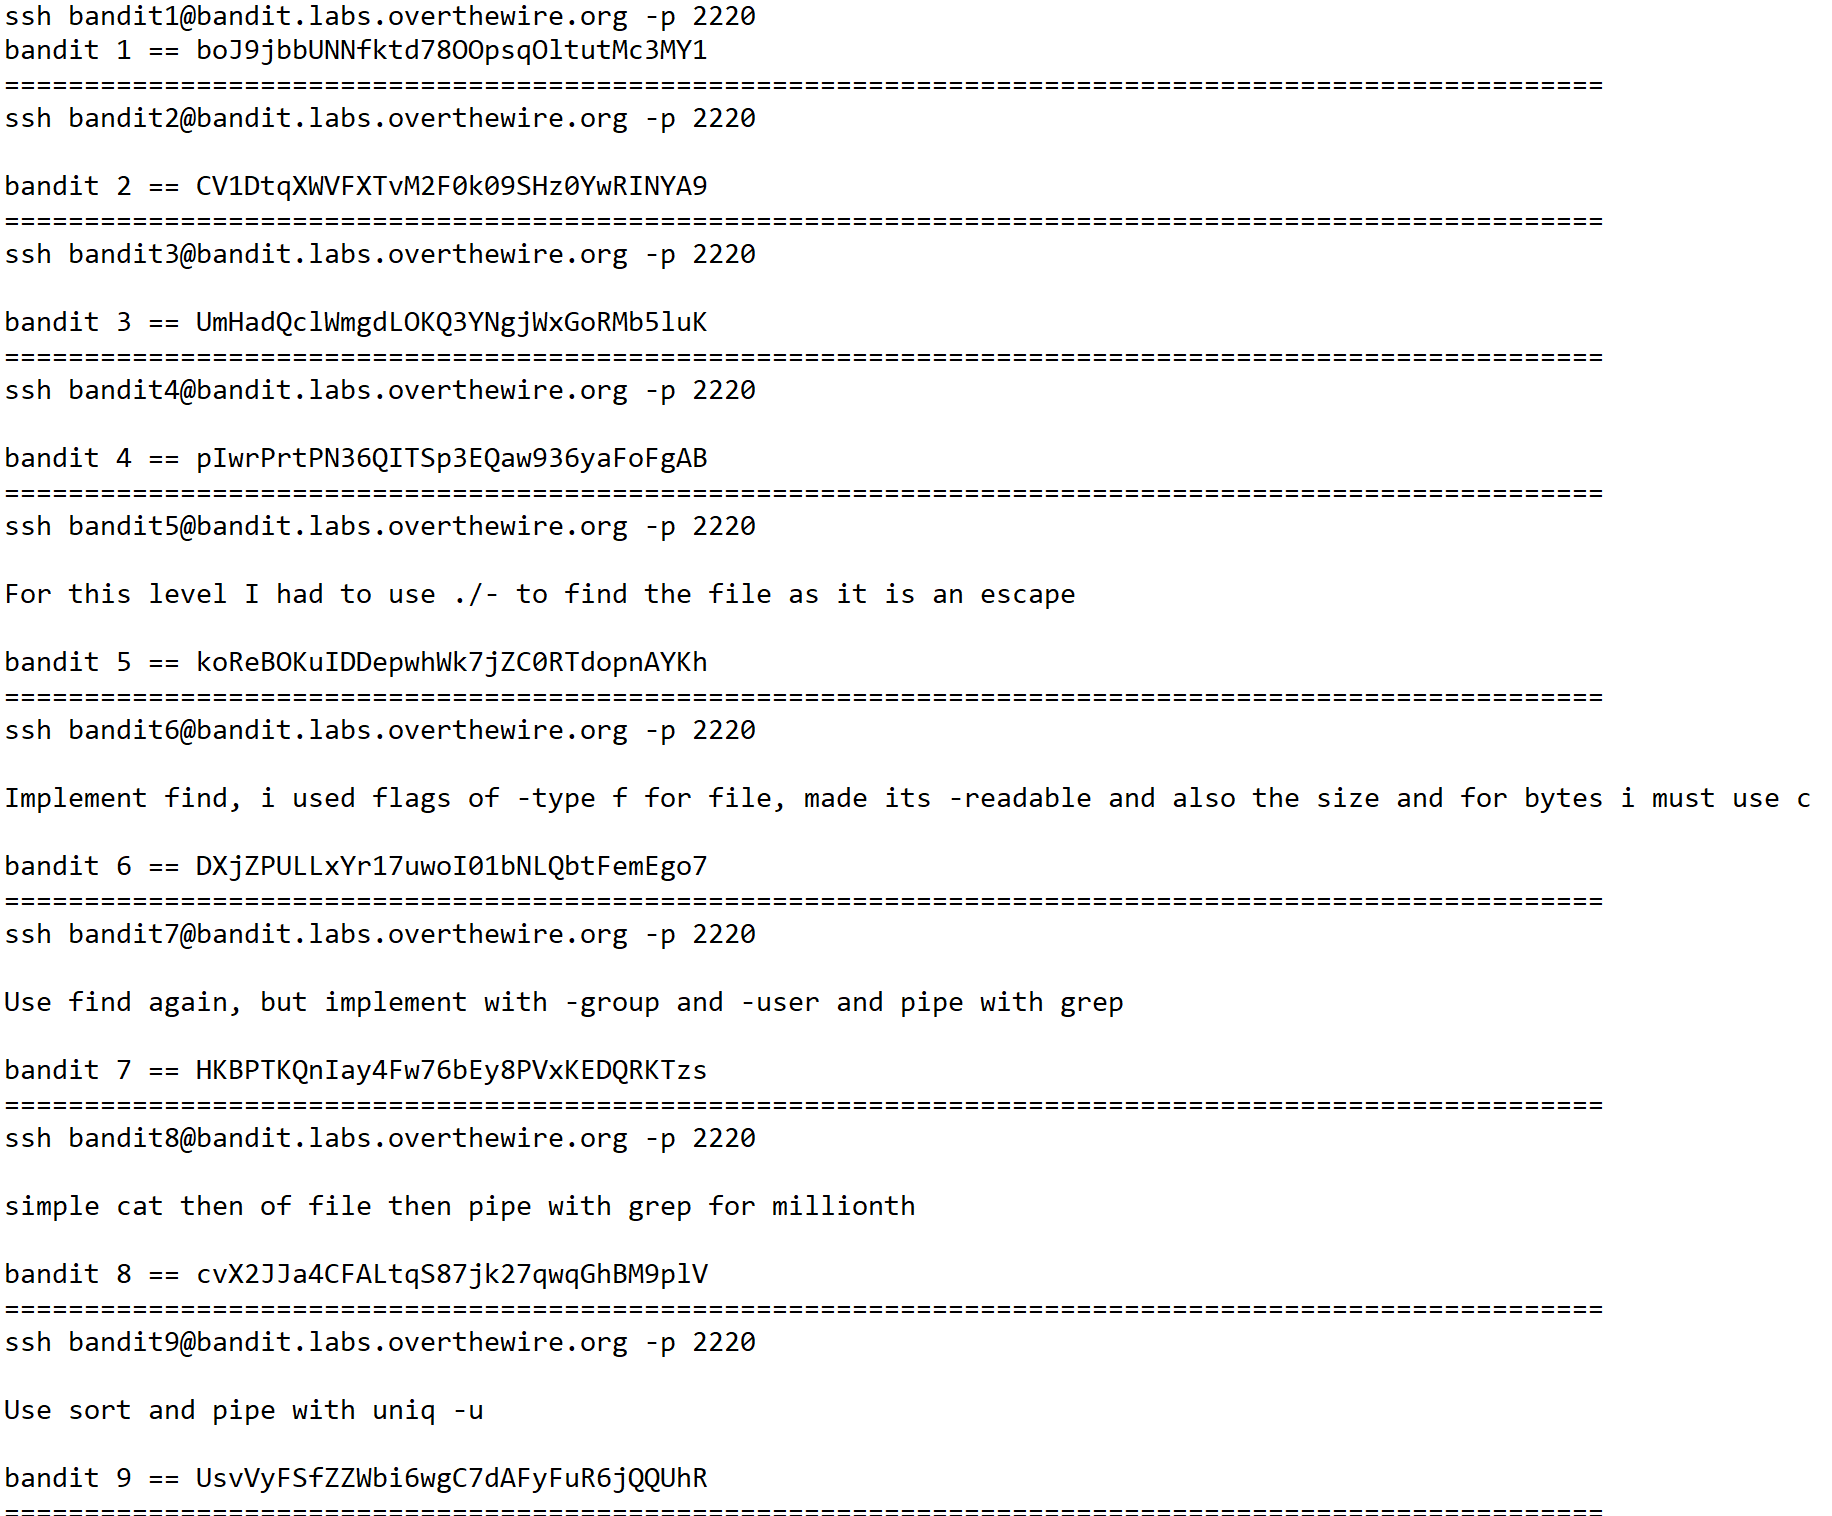 ssh bandit1@bandit.labs.overthewire.org -p 2220
bandit 1 == boJ9jbbUNNfktd78OOpsqOltutMc3MY1
====================================================================================================
ssh bandit2@bandit.labs.overthewire.org -p 2220
bandit 2 == CV1DtqXWVFXTvM2F0k09SHz0YwRINYA9
====================================================================================================
ssh bandit3@bandit.labs.overthewire.org -p 2220
bandit 3 == UmHadQclWmgdLOKQ3YNgjWxGoRMb5luK
====================================================================================================
ssh bandit4@bandit.labs.overthewire.org -p 2220
bandit 4 == pIwrPrtPN36QITSp3EQaw936yaFoFgAB
====================================================================================================
ssh bandit5@bandit.labs.overthewire.org -p 2220
For this level I had to use ./- to find the file as it is an escape
bandit 5 == koReBOKuIDDepwhWk7jZC0RTdopnAYKh
====================================================================================================
ssh bandit6@bandit.labs.overthewire.org -p 2220
Implement find, i used flags of -type f for file, made its -readable and also the size and for bytes i must use c
bandit 6 == DXjZPULLxYr17uwoI01bNLQbtFemEgo7
====================================================================================================
ssh bandit7@bandit.labs.overthewire.org -p 2220
Use find again, but implement with -group and -user and pipe with grep
bandit 7 == HKBPTKQnIay4Fw76bEy8PVxKEDQRKTzs
====================================================================================================
ssh bandit8@bandit.labs.overthewire.org -p 2220
simple cat then of file then pipe with grep for millionth
bandit 8 == cvX2JJa4CFALtqS87jk27qwqGhBM9plV
====================================================================================================
ssh bandit9@bandit.labs.overthewire.org -p 2220
Use sort and pipe with uniq -u
bandit 9 == UsvVyFSfZZWbi6wgC7dAFyFuR6jQQUhR
====================================================================================================